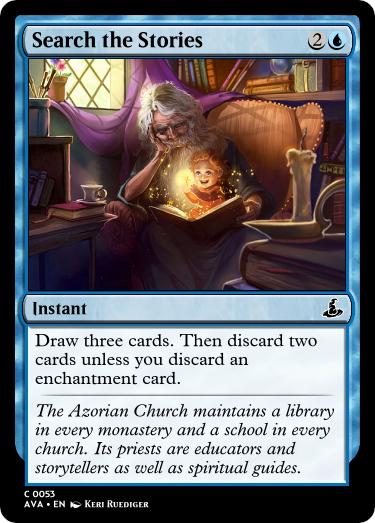 Search the Stories 2
Instant
Draw three cards. Then discard two
cards unless you discard an
enchantment card.
The Azorian Church maintains a library
in every monastery and a school in every
church. Its priests are educators and
storytellers as well as spiritual guides.
C 0053
AVA • EN Keri Ruediger